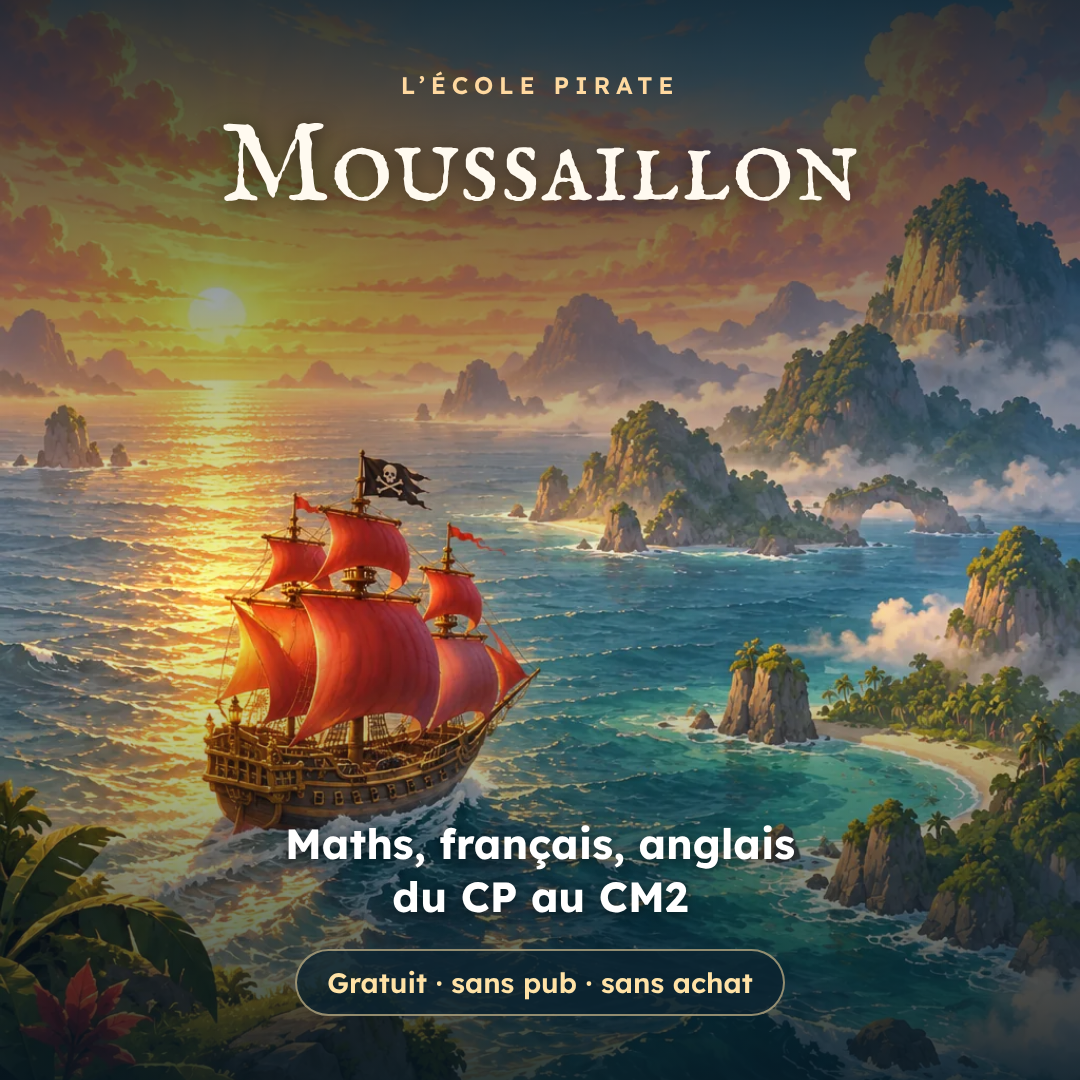 L’ÉCOLE PIRATE
Moussaillon
Maths, français, anglais
du CP au CM2
Gratuit · sans pub · sans achat